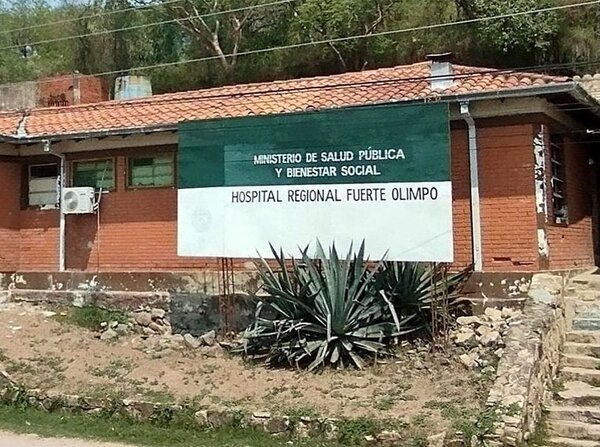 MINISTERIO DE SALUD PÚBLICA
Y BIENESTAR SOCIAL
HOSPITAL REGIONAL FUERTE OLIMPO